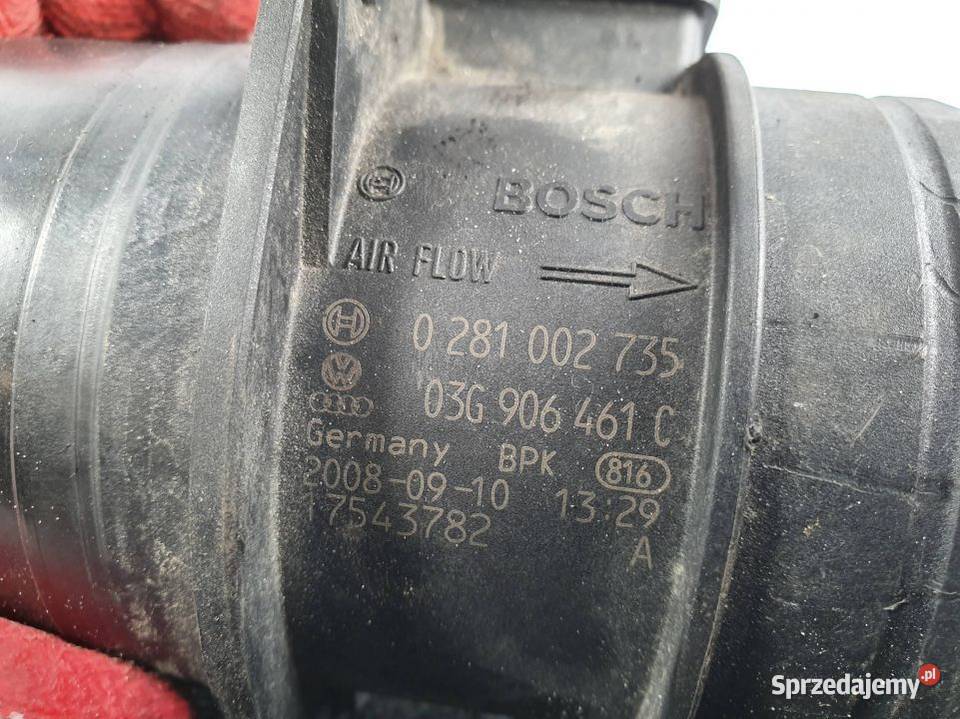 BOSCH
AIR FLOW
0 281 002 735
03G 906 461 C
Germany BPK 816
2008-09-10 13:29
17543782 A
Sprzedajemy.pl